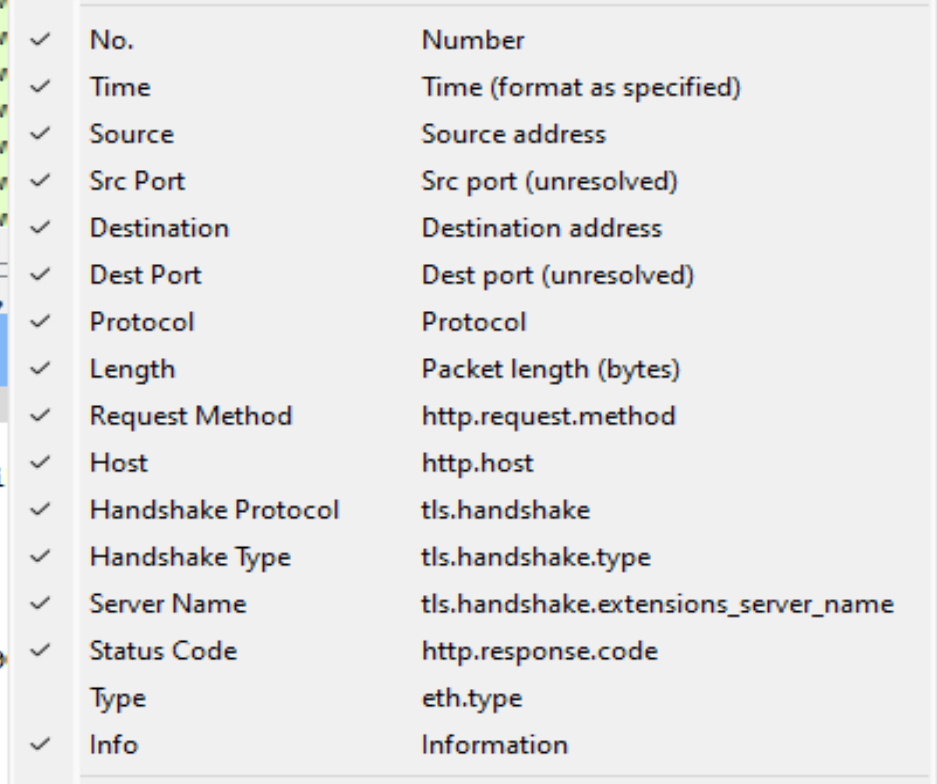 No. Number
Time Time (format as specified)
Source Source address
Src Port Src port (unresolved)
Destination Destination address
Dest Port Dest port (unresolved)
Protocol Protocol
Length Packet length (bytes)
Request Method http.request.method
Host http.host
Handshake Protocol tls.handshake
Handshake Type tls.handshake.type
Server Name tls.handshake.extensions_server_name
Status Code http.response.code
Type eth.type
Info Information